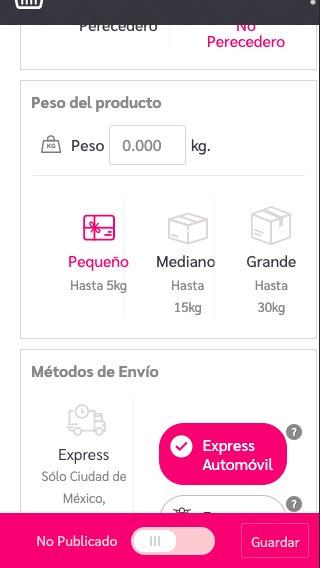 Perecedero
No
Perecedero
Peso del producto
KG
Peso
0.000
kg.
Pequeño
Hasta 5kg
Mediano
Hasta
15kg
Grande
Hasta
30kg
Métodos de Envío
Express
Sólo Ciudad de
México,
Express
Automóvil
?
?
No Publicado
Guardar